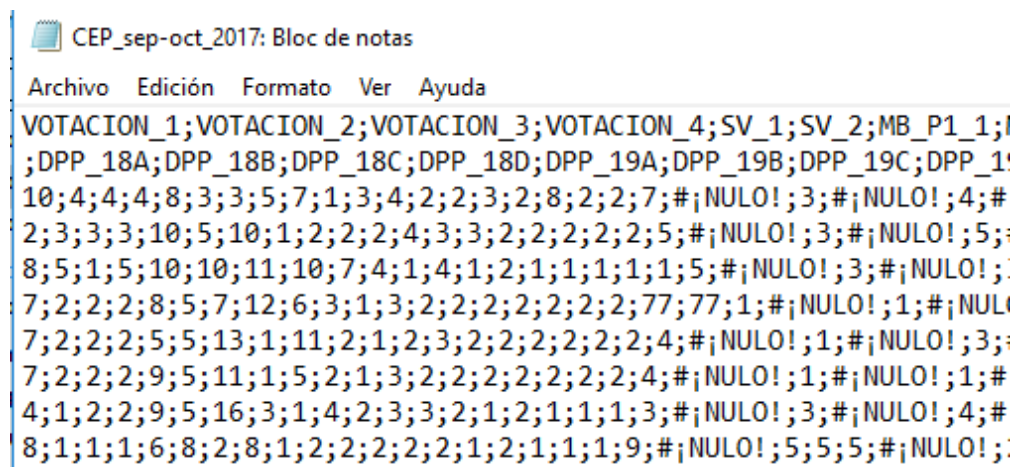 CEP_sep-oct_2017: Bloc de notas
Archivo Edición Formato Ver Ayuda
VOTACION_1;VOTACION_2;VOTACION_3;VOTACION_4;SV_1;SV_2;MB_P1_1;
;DPP_18A;DPP_18B;DPP_18C;DPP_18D;DPP_19A;DPP_19B;DPP_19C;DPP_19
10;4;4;4;8;3;3;5;7;1;3;4;2;2;3;2;8;2;2;7;#¡NULO!;3;#¡NULO!;4;#
2;3;3;3;10;5;10;1;2;2;2;4;3;3;2;2;2;2;2;5;#¡NULO!;3;#¡NULO!;5;#
8;5;1;5;10;10;11;10;7;4;1;4;1;2;1;1;1;1;1;5;#¡NULO!;3;#¡NULO!;
7;2;2;2;8;5;7;12;6;3;1;3;2;2;2;2;2;2;2;77;77;1;#¡NULO!;1;#¡NUL
7;2;2;2;5;5;13;1;11;2;1;2;3;2;2;2;2;2;2;4;#¡NULO!;1;#¡NULO!;3;#
7;2;2;2;9;5;11;1;5;2;1;3;2;2;2;2;2;2;2;4;#¡NULO!;1;#¡NULO!;1;#
4;1;2;2;9;5;16;3;1;4;2;3;3;2;1;2;1;1;1;3;#¡NULO!;3;#¡NULO!;4;#
8;1;1;1;6;8;2;8;1;2;2;2;2;2;1;2;1;1;1;9;#¡NULO!;5;5;5;#¡NULO!;